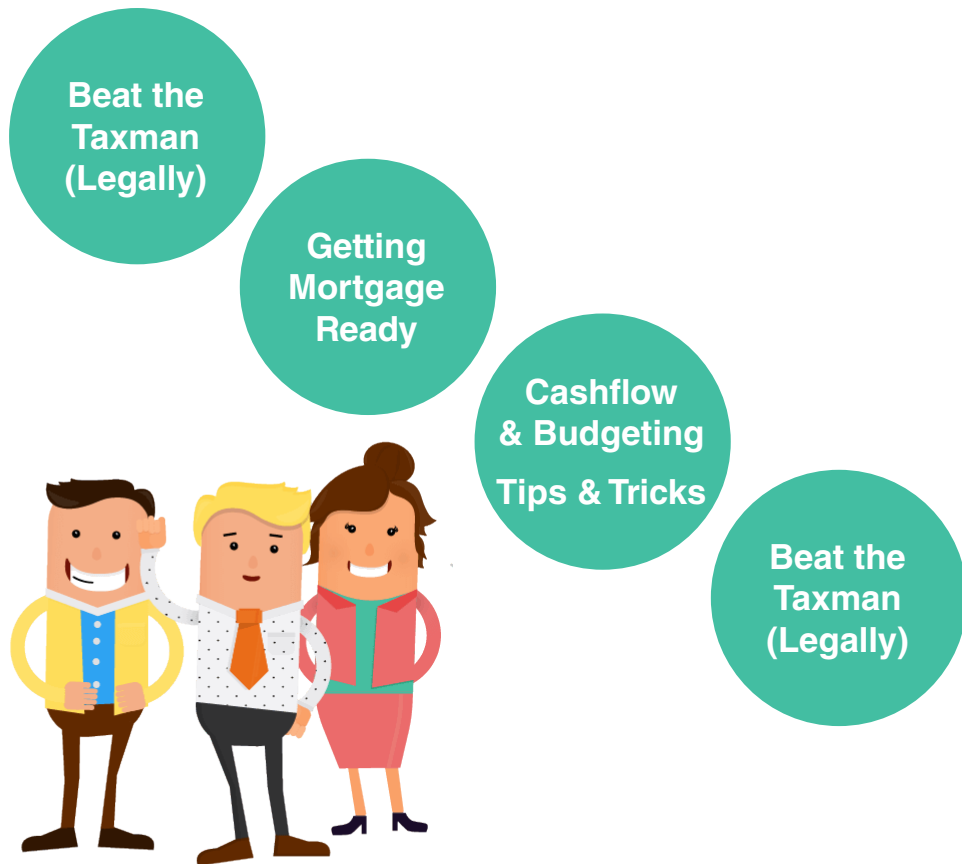 Beat the
Taxman
(Legally)
Getting
Mortgage
Ready
Cashflow
& Budgeting
Tips & Tricks
Beat the
Taxman
(Legally)